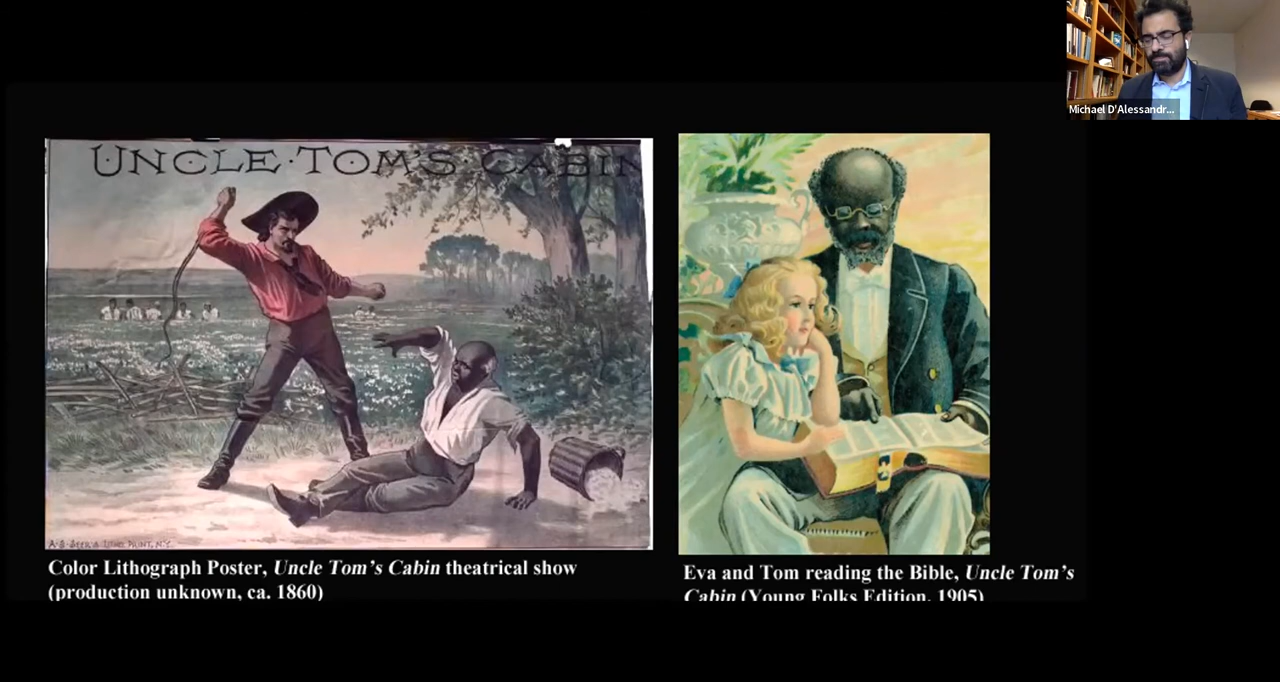 Michael D'Alessandr...
UNCLE·TOM'S·CABIN
Color Lithograph Poster, Uncle Tom's Cabin theatrical show
(production unknown, ca. 1860)
Eva and Tom reading the Bible, Uncle Tom's
Cabin (Young Folks Edition, 1905)